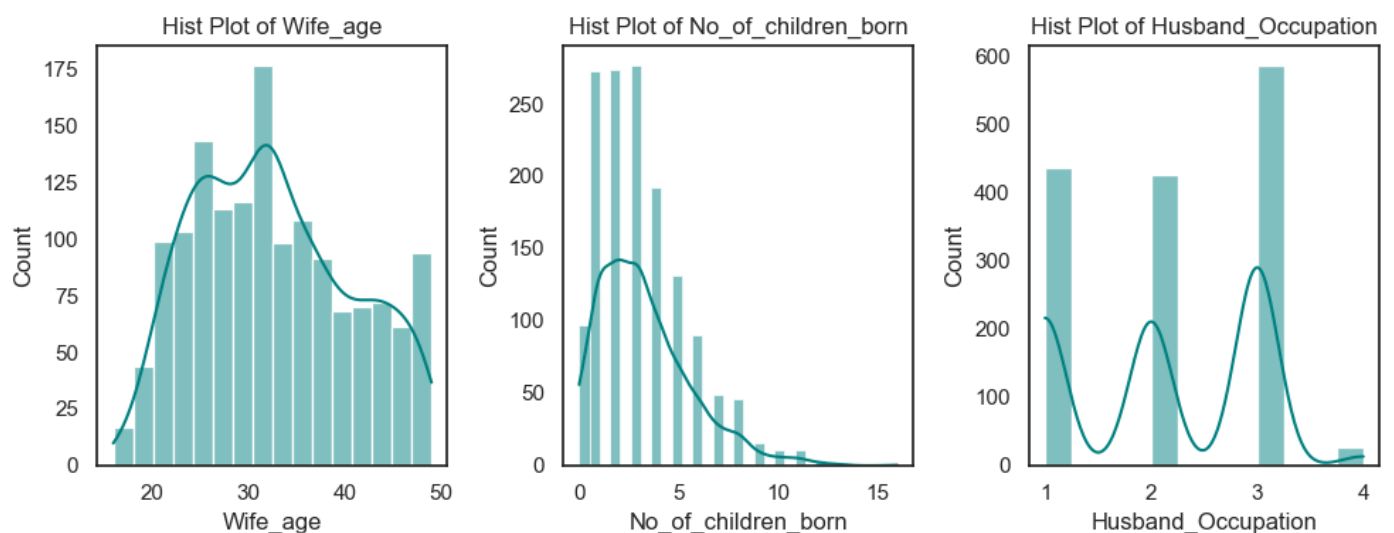 Hist Plot of Wife_age
175
150
125
100
75
50
25
0
Count
20 30 40 50
Wife_age
Hist Plot of No_of_children_born
250
200
150
100
50
0
Count
0 5 10 15
No_of_children_born
Hist Plot of Husband_Occupation
600
500
400
300
200
100
0
Count
1 2 3 4
Husband_Occupation